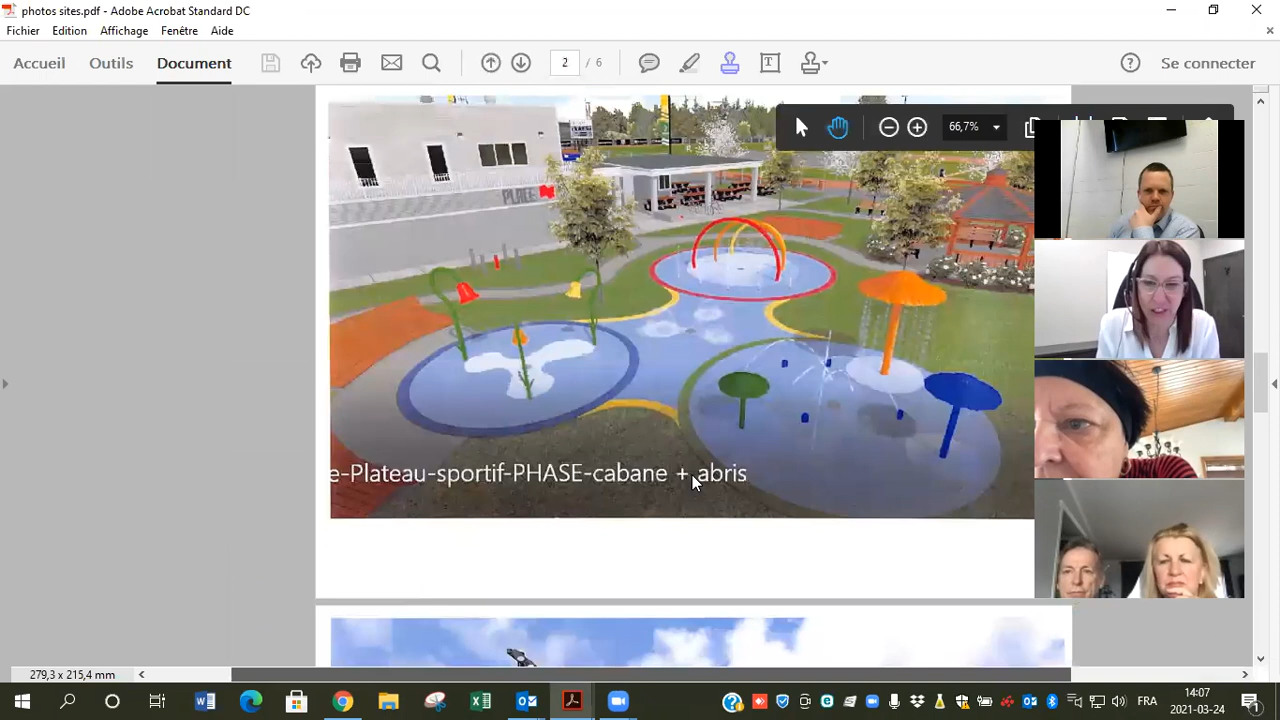 photos sites.pdf - Adobe Acrobat Standard DC
Fichier Edition Affichage Fenêtre Aide
Accueil Outils Document 2 / 6 Se connecter
66,7%
PLACE
e-Plateau-sportif-PHASE-cabane + abris
279,3 x 215,4 mm
FRA
14:07
2021-03-24